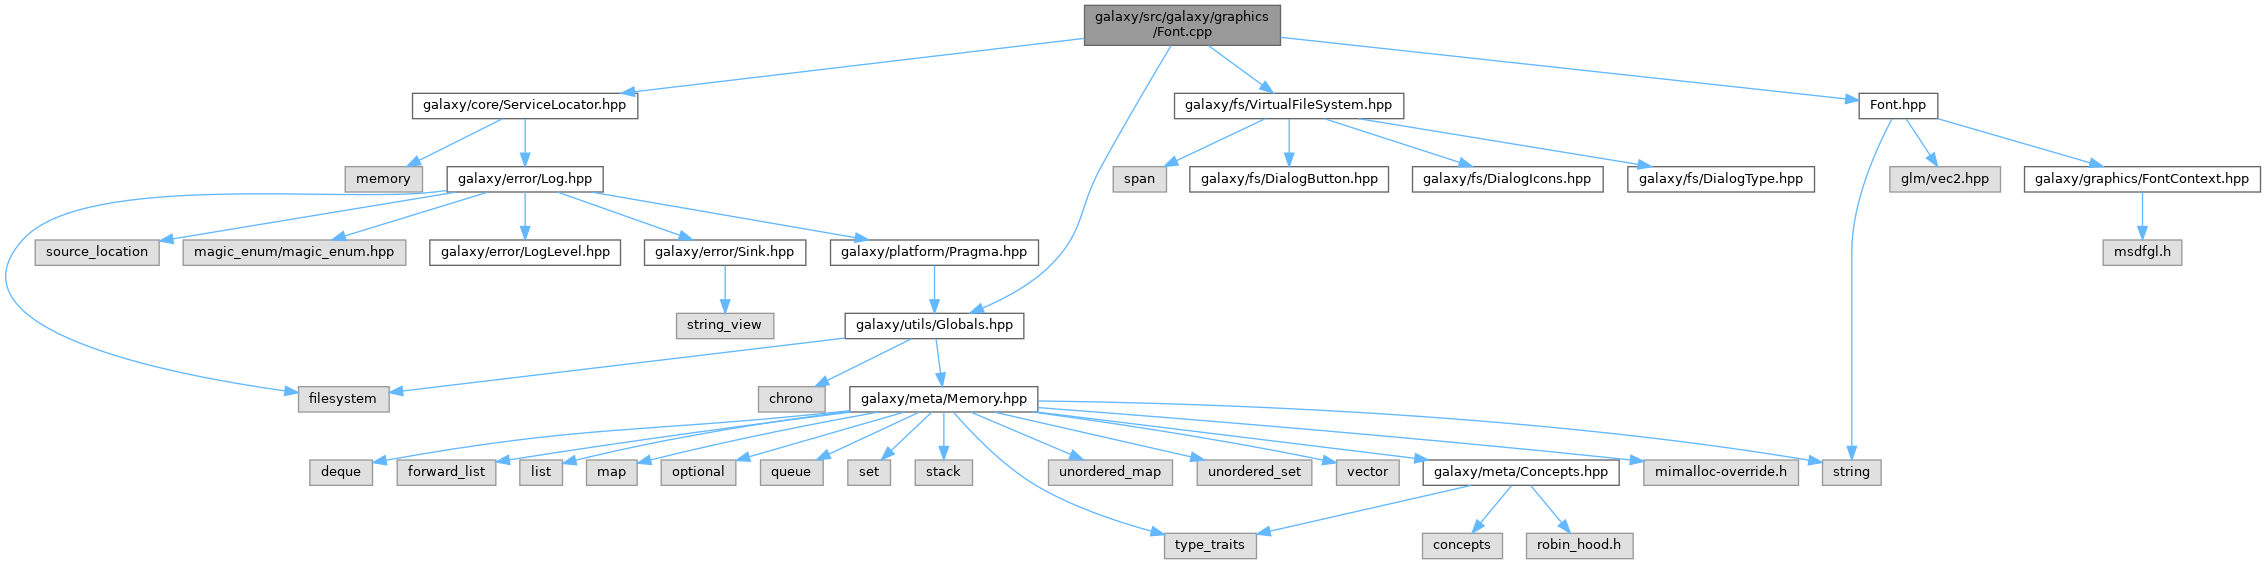 galaxy/src/galaxy/graphics
/Font.cpp
galaxy/core/ServiceLocator.hpp
galaxy/fs/VirtualFileSystem.hpp
Font.hpp
memory
galaxy/error/Log.hpp
span
galaxy/fs/DialogButton.hpp
galaxy/fs/DialogIcons.hpp
galaxy/fs/DialogType.hpp
glm/vec2.hpp
galaxy/graphics/FontContext.hpp
source_location
magic_enum/magic_enum.hpp
galaxy/error/LogLevel.hpp
galaxy/error/Sink.hpp
galaxy/platform/Pragma.hpp
msdfgl.h
string_view
galaxy/utils/Globals.hpp
filesystem
chrono
galaxy/meta/Memory.hpp
deque
forward_list
list
map
optional
queue
set
stack
unordered_map
unordered_set
vector
galaxy/meta/Concepts.hpp
mimalloc-override.h
string
type_traits
concepts
robin_hood.h